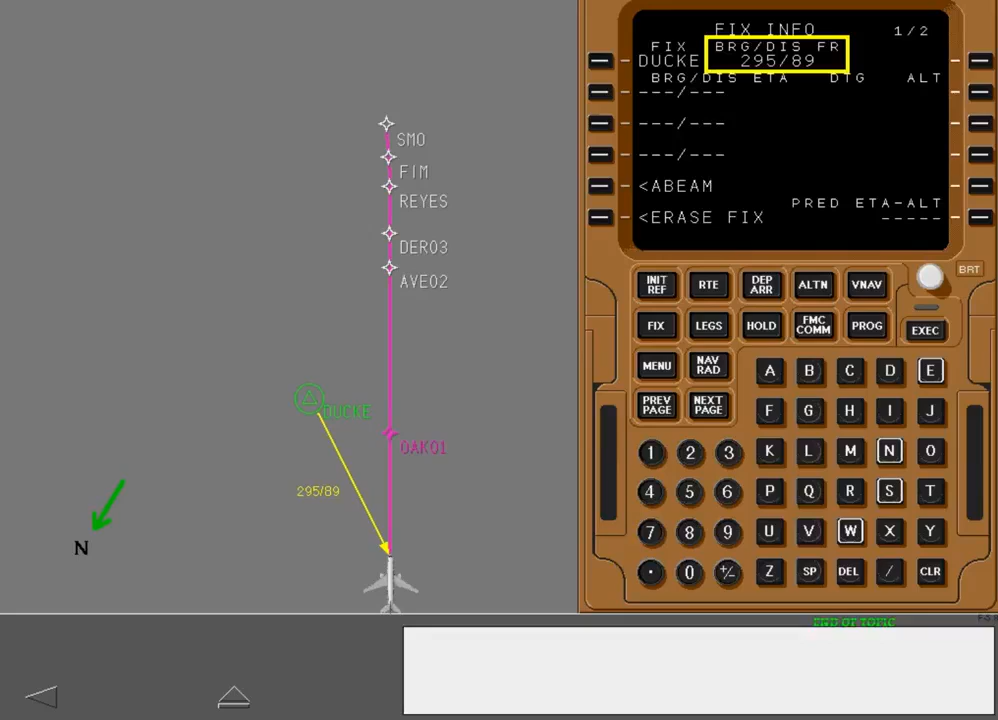 FIX INFO 1/2
FIX BRG/DIS FR
DUCKE 295/89
BRG/DIS ETA DTG ALT
---/---
---/---
---/---
<ABEAM
PRED ETA-ALT
<ERASE FIX -----
SMO
FIM
REYES
DER03
AVE02
DUCKE
OAK01
295/89
N
BRT
INIT REF
RTE
DEP ARR
ALTN
VNAV
FIX
LEGS
HOLD
FMC COMM
PROG
EXEC
MENU
NAV RAD
PREV PAGE
NEXT PAGE
A B C D E
F G H I J
1 2 3 K L M N O
4 5 6 P Q R S T
7 8 9 U V W X Y
. 0 +/- Z SP DEL / CLR
END OF TOPIC